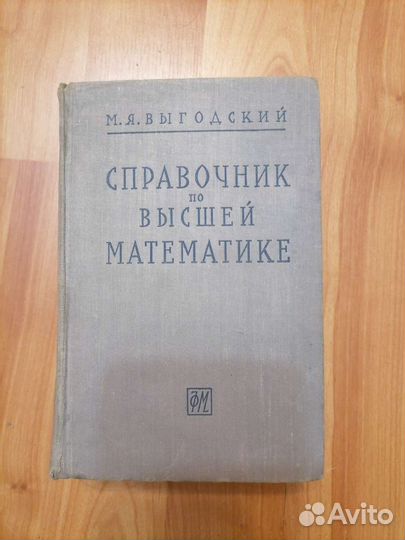 М.Я.ВЫГОДСКИЙ
СПРАВОЧНИК
ПО
ВЫСШЕЙ
МАТЕМАТИКЕ
ФМ
Avito